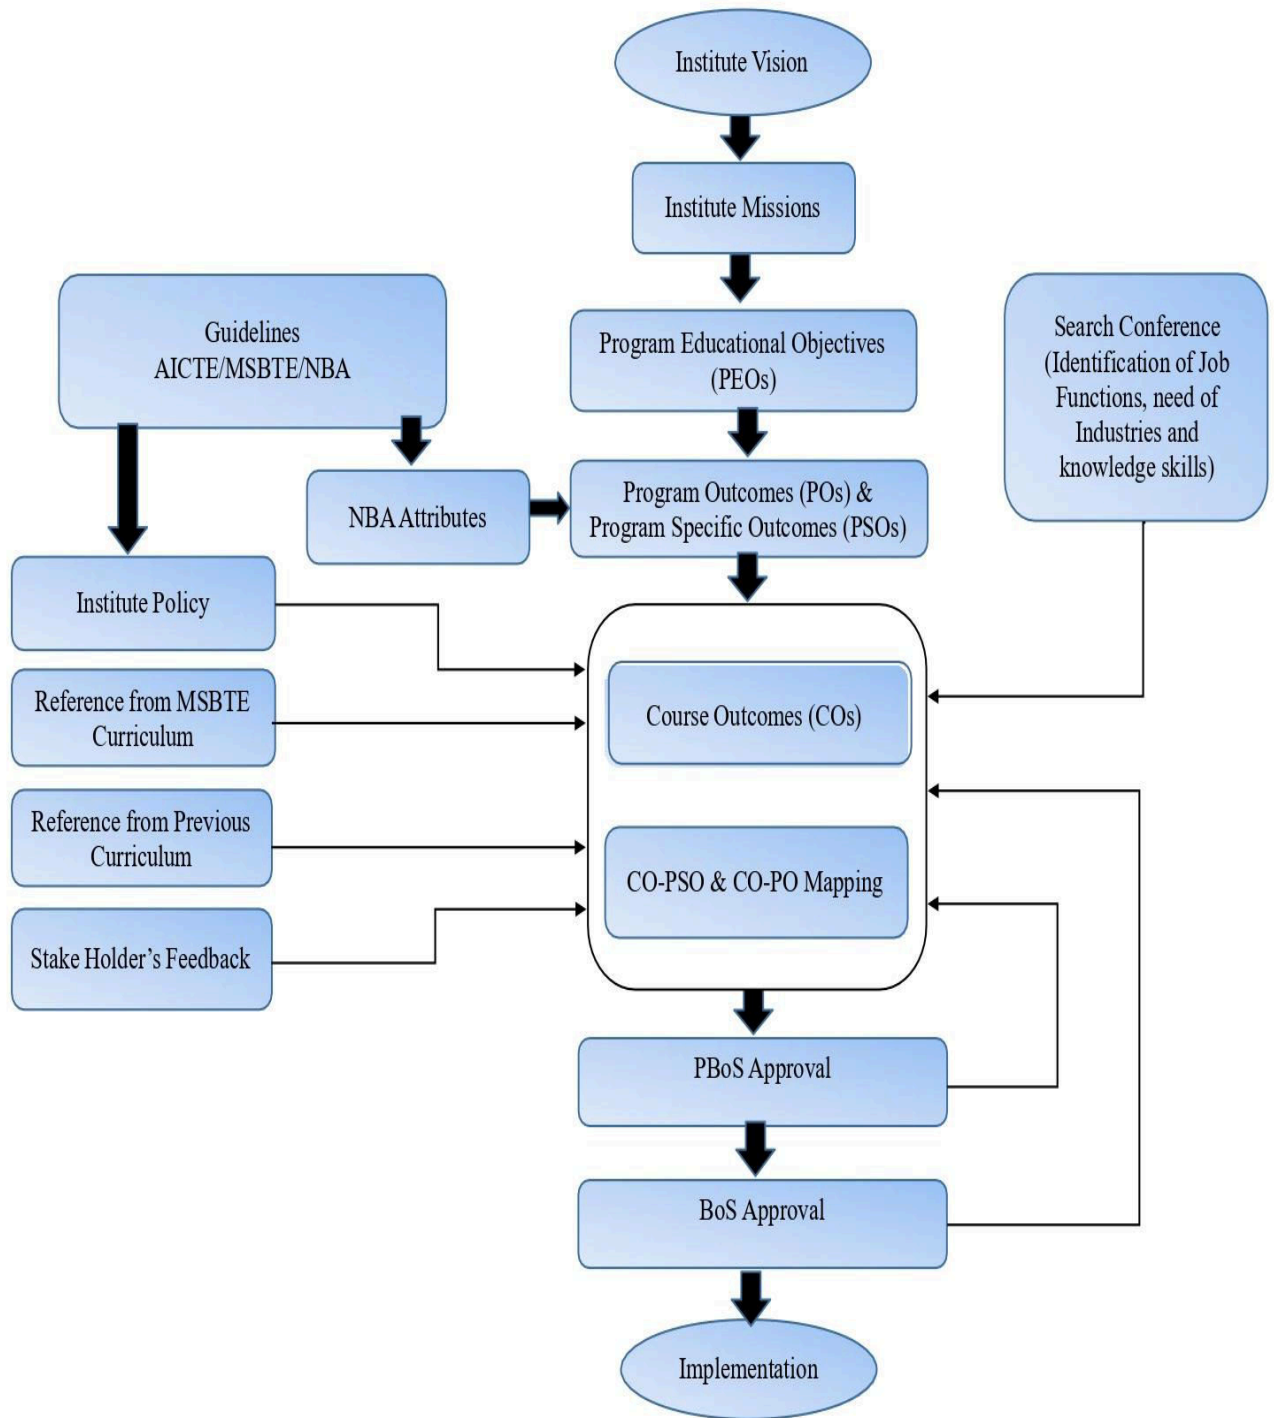 Institute Vision
Institute Missions
Guidelines
AICTE/MSBTE/NBA
Program Educational Objectives
(PEOs)
Search Conference
(Identification of Job
Functions, need of
Industries and
knowledge skills)
NBA Attributes
Program Outcomes (POs) &
Program Specific Outcomes (PSOs)
Institute Policy
Reference from MSBTE
Curriculum
Reference from Previous
Curriculum
Stake Holder’s Feedback
Course Outcomes (COs)
CO-PSO & CO-PO Mapping
PBoS Approval
BoS Approval
Implementation